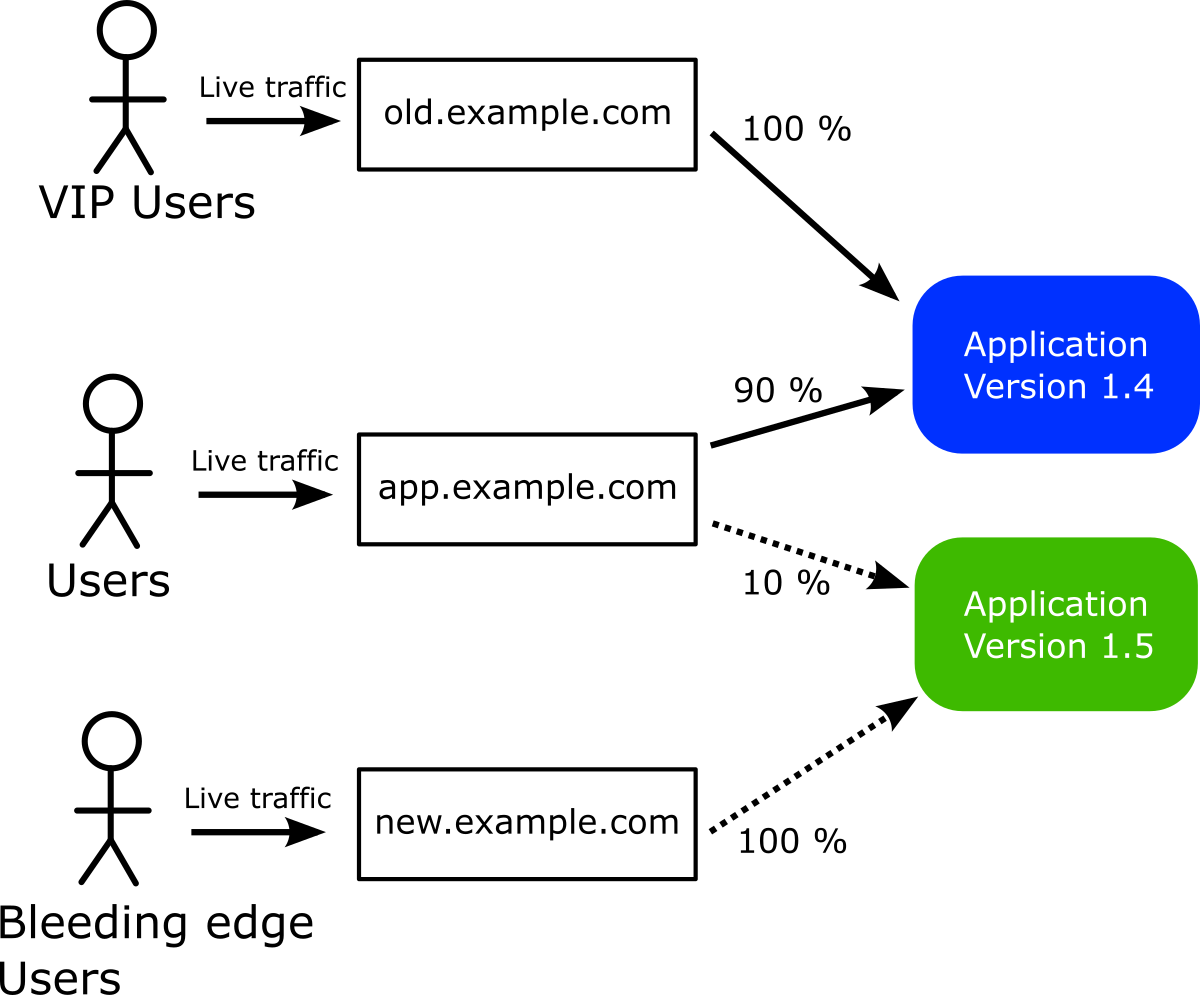 Live traffic
old.example.com
100 %
VIP Users
Application
Version 1.4
90 %
Live traffic
app.example.com
Users
10 %
Application
Version 1.5
Live traffic
new.example.com
100 %
Bleeding edge
Users